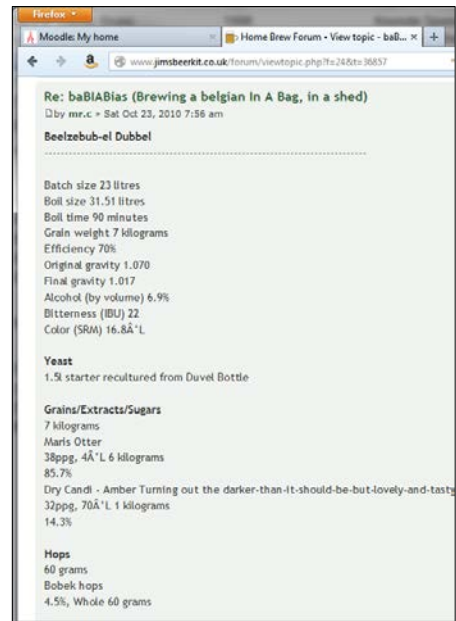 Firefox
Moodle: My home
Home Brew Forum • View topic - baB...
www.jimsbeerkit.co.uk/forum/viewtopic.php?f=24&t=36857
Re: baBIABias (Brewing a belgian In A Bag, in a shed)
by mr.c » Sat Oct 23, 2010 7:56 am
Beelzebub-el Dubbel
--------------------------------------------------------------------------------
Batch size 23 litres
Boil size 31.51 litres
Boil time 90 minutes
Grain weight 7 kilograms
Efficiency 70%
Original gravity 1.070
Final gravity 1.017
Alcohol (by volume) 6.9%
Bitterness (IBU) 22
Color (SRM) 16.8Â°L
Yeast
1.5l starter recultured from Duvel Bottle
Grains/Extracts/Sugars
7 kilograms
Maris Otter
38ppg, 4Â°L 6 kilograms
85.7%
Dry Candi - Amber Turning out the darker-than-it-should-be-but-lovely-and-tasty
32ppg, 70Â°L 1 kilograms
14.3%
Hops
60 grams
Bobek hops
4.5%, Whole 60 grams